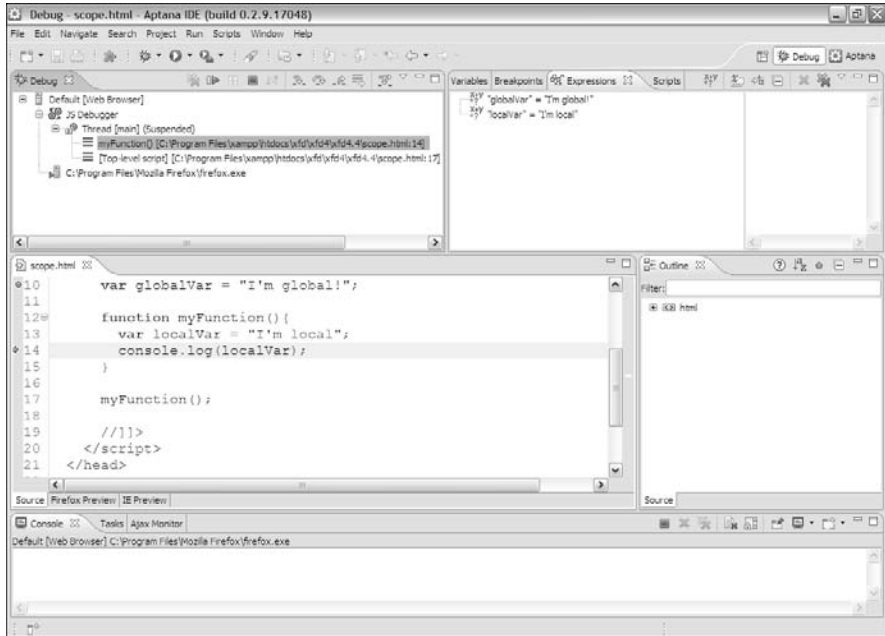 Debug - scope.html - Aptana IDE (build 0.2.9.17048)
File Edit Navigate Search Project Run Scripts Window Help
Debug Aptana
Debug
Default [Web Browser]
JS Debugger
Thread [main] (Suspended)
myFunction() [C:\Program Files\xampp\htdocs\xfd\xfd4\xfd4.4\scope.html:14]
[Top-level script] [C:\Program Files\xampp\htdocs\xfd\xfd4\xfd4.4\scope.html:17]
C:\Program Files\Mozilla Firefox\firefox.exe
Variables Breakpoints Expressions Scripts
"globalVar" = "I'm global!"
"localVar" = "I'm local"
scope.html
10 var globalVar = "I'm global!";
11
12 function myFunction(){
13 var localVar = "I'm local";
14 console.log(localVar);
15 }
16
17 myFunction();
18
19 //]]>
20 </script>
21 </head>
Source Firefox Preview IE Preview
Outline
Filter:
html
Source
Console Tasks Ajax Monitor
Default [Web Browser] C:\Program Files\Mozilla Firefox\firefox.exe